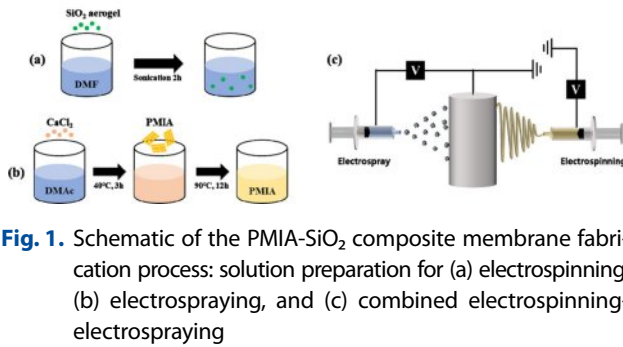 SiO₂ aerogel
(a)
DMF
Sonication 2h
CaCl₂
PMIA
(b)
DMAc
40℃, 3h
90℃, 12h
PMIA
(c)
V
V
Electrospray
Electrospinning
Fig. 1. Schematic of the PMIA-SiO₂ composite membrane fabri-
cation process: solution preparation for (a) electrospinning
(b) electrospraying, and (c) combined electrospinning-
electrospraying